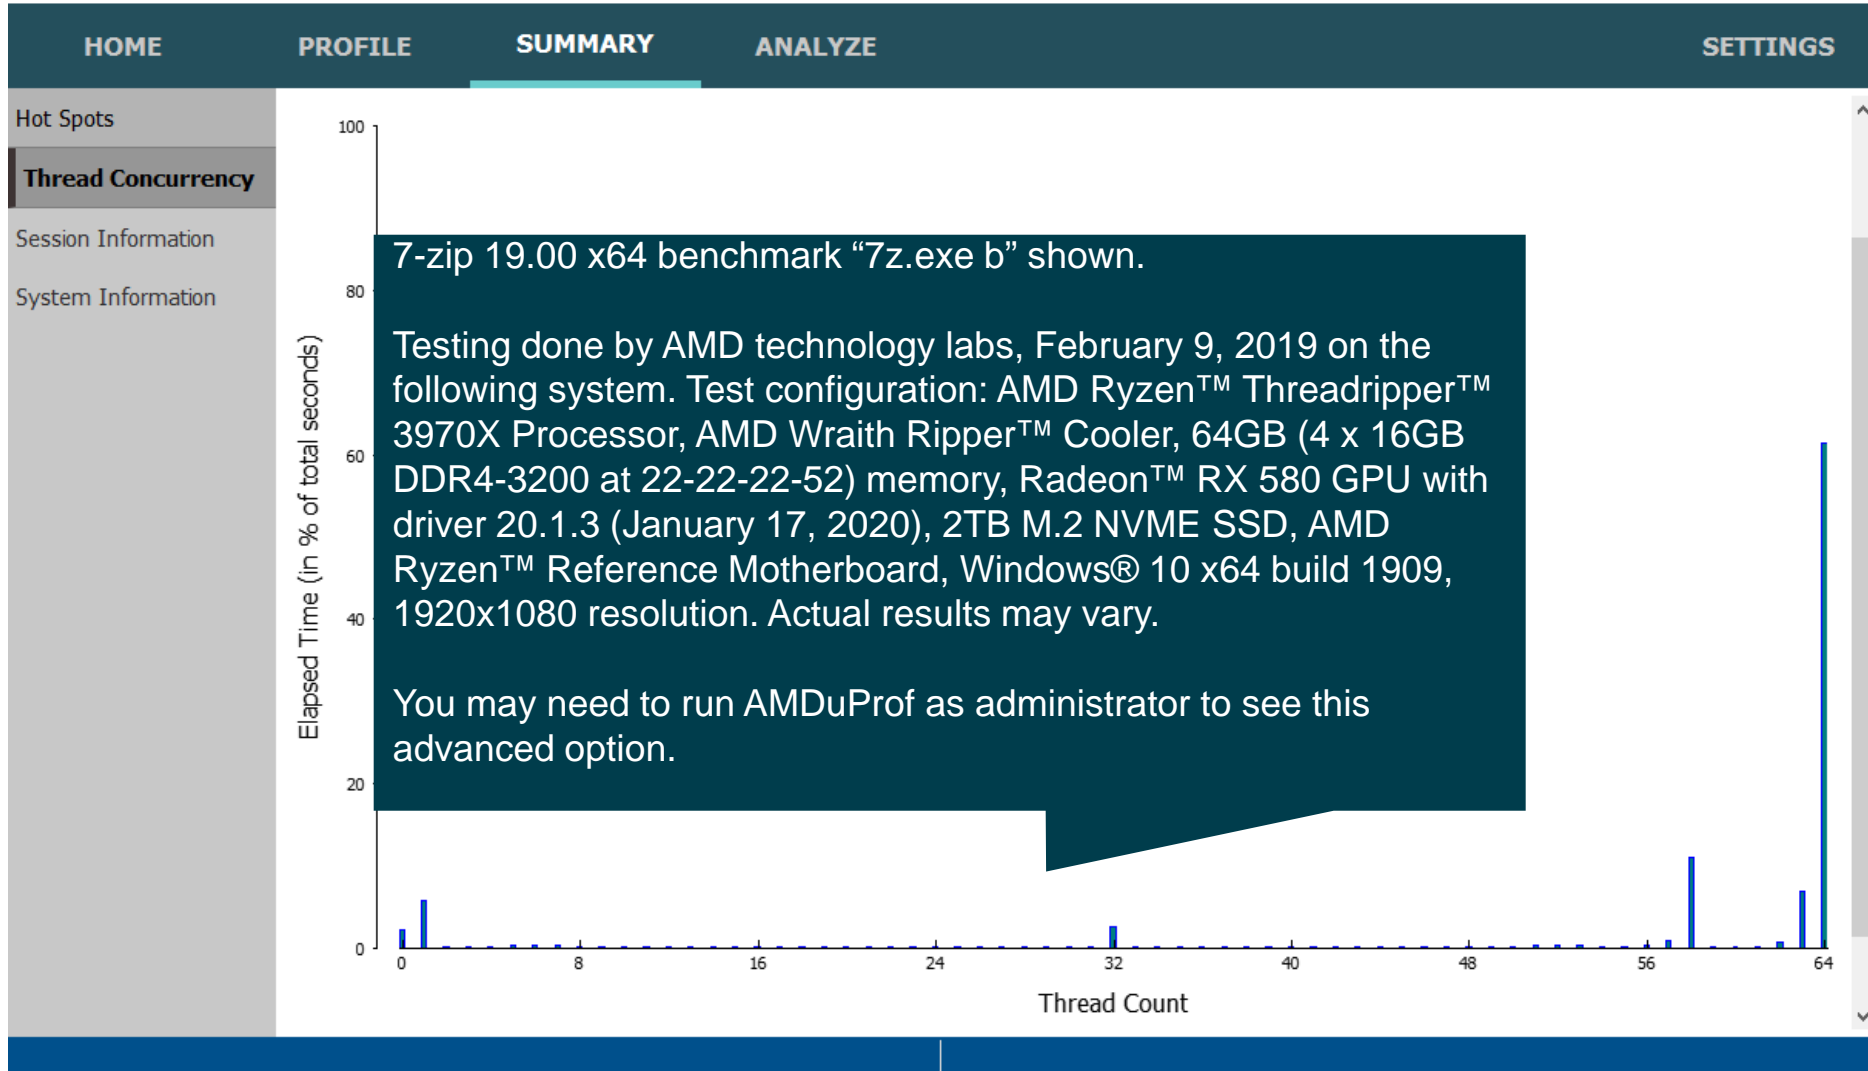 HOME PROFILE SUMMARY ANALYZE SETTINGS
Hot Spots
Thread Concurrency
Session Information
System Information
100
80
60
40
20
0
Elapsed Time (in % of total seconds)
7-zip 19.00 x64 benchmark “7z.exe b” shown.
Testing done by AMD technology labs, February 9, 2019 on the
following system. Test configuration: AMD Ryzen™ Threadripper™
3970X Processor, AMD Wraith Ripper™ Cooler, 64GB (4 x 16GB
DDR4-3200 at 22-22-22-52) memory, Radeon™ RX 580 GPU with
driver 20.1.3 (January 17, 2020), 2TB M.2 NVME SSD, AMD
Ryzen™ Reference Motherboard, Windows® 10 x64 build 1909,
1920x1080 resolution. Actual results may vary.
You may need to run AMDuProf as administrator to see this
advanced option.
0 8 16 24 32 40 48 56 64
Thread Count